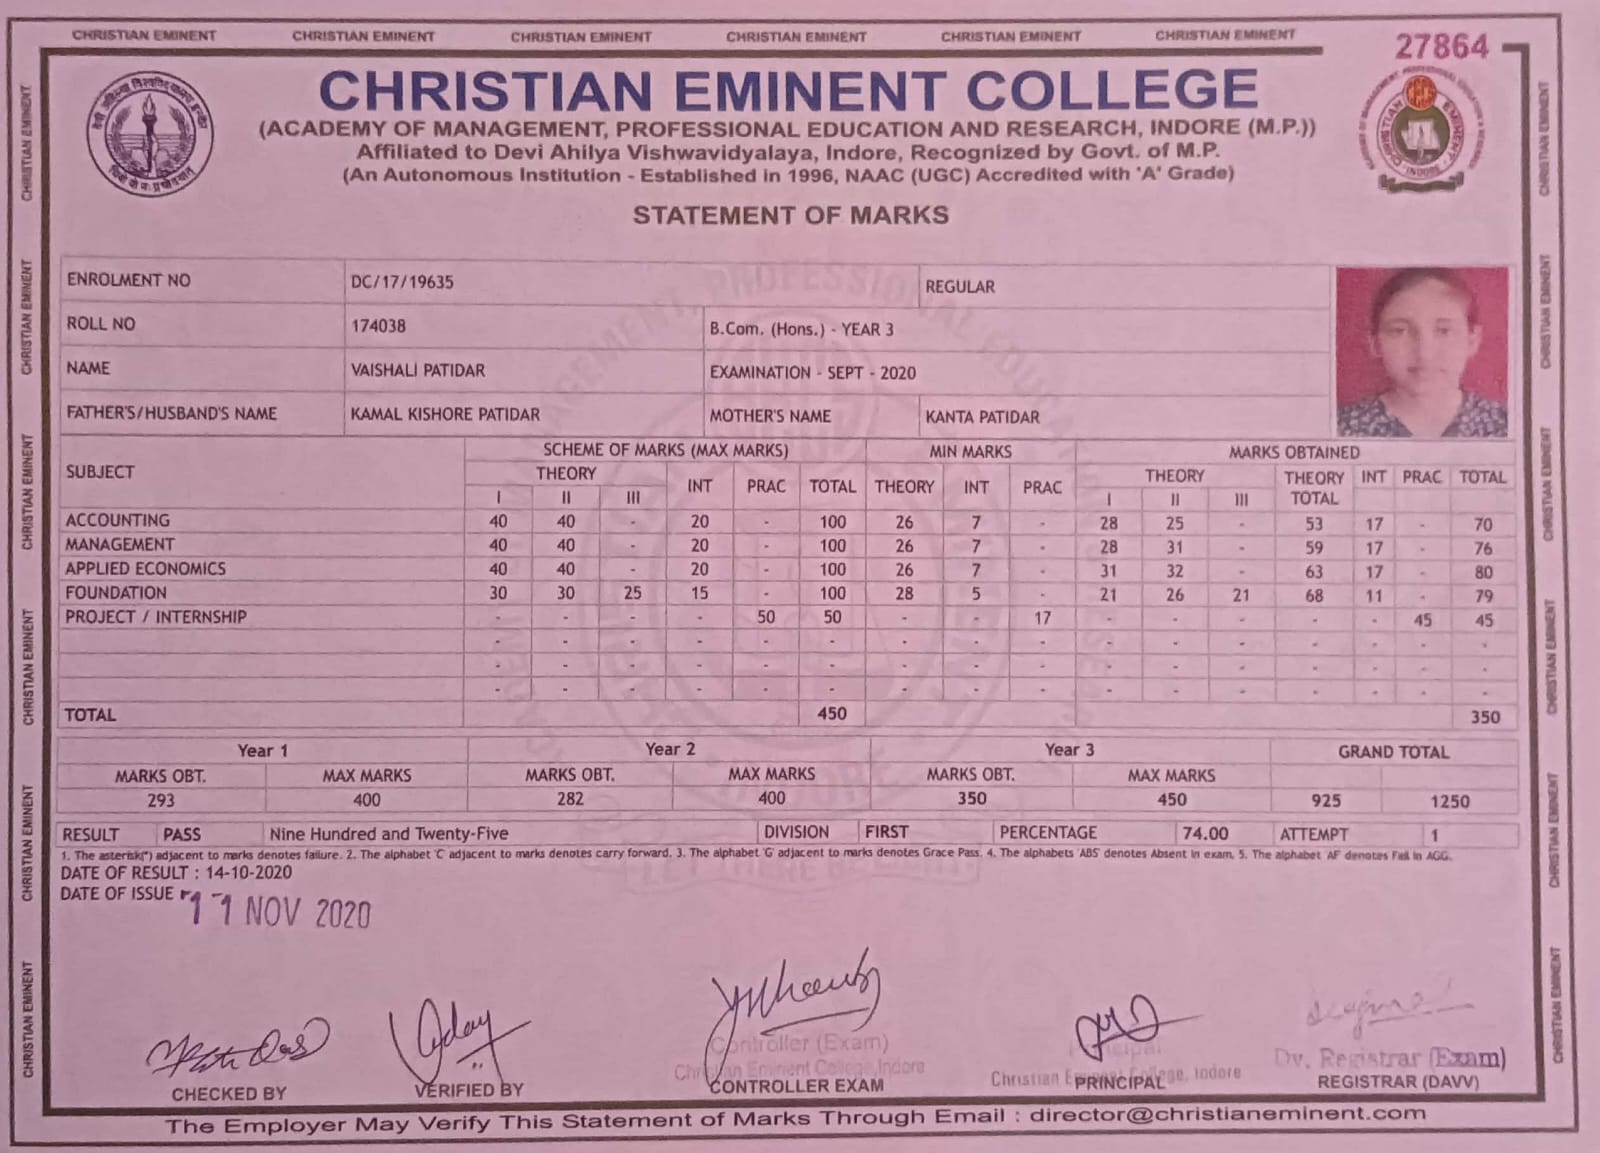 CHRISTIAN EMINENT CHRISTIAN EMINENT CHRISTIAN EMINENT CHRISTIAN EMINENT CHRISTIAN EMINENT CHRISTIAN EMINENT
27864
CHRISTIAN EMINENT COLLEGE
(ACADEMY OF MANAGEMENT, PROFESSIONAL EDUCATION AND RESEARCH, INDORE (M.P.))
Affiliated to Devi Ahilya Vishwavidyalaya, Indore, Recognized by Govt. of M.P.
(An Autonomous Institution - Established in 1996, NAAC (UGC) Accredited with 'A' Grade)
STATEMENT OF MARKS
ENROLMENT NO DC/17/19635 REGULAR
ROLL NO 174038 B.Com. (Hons.) - YEAR 3
NAME VAISHALI PATIDAR EXAMINATION - SEPT - 2020
FATHER'S/HUSBAND'S NAME KAMAL KISHORE PATIDAR MOTHER'S NAME KANTA PATIDAR
SUBJECT SCHEME OF MARKS (MAX MARKS) MIN MARKS MARKS OBTAINED
THEORY INT PRAC TOTAL THEORY INT PRAC THEORY THEORY TOTAL INT PRAC TOTAL
I II III I II III
ACCOUNTING 40 40 - 20 - 100 26 7 - 28 25 - 53 17 - 70
MANAGEMENT 40 40 - 20 - 100 26 7 - 28 31 - 59 17 - 76
APPLIED ECONOMICS 40 40 - 20 - 100 26 7 - 31 32 - 63 17 - 80
FOUNDATION 30 30 25 15 - 100 28 5 - 21 26 21 68 11 - 79
PROJECT / INTERNSHIP - - - - 50 50 - - 17 - - - - - 45 45
- - - - - - - - - - - - - - - -
- - - - - - - - - - - - - - - -
- - - - - - - - - - - - - - - -
TOTAL 450 350
Year 1 Year 2 Year 3 GRAND TOTAL
MARKS OBT. MAX MARKS MARKS OBT. MAX MARKS MARKS OBT. MAX MARKS
293 400 282 400 350 450 925 1250
RESULT PASS Nine Hundred and Twenty-Five DIVISION FIRST PERCENTAGE 74.00 ATTEMPT 1
1. The asterisk(*) adjacent to marks denotes failure. 2. The alphabet 'C' adjacent to marks denotes carry forward. 3. The alphabet 'G' adjacent to marks denotes Grace Pass. 4. The alphabets 'ABS' denotes Absent in exam. 5. The alphabet 'AF' denotes Fail in AGG.
DATE OF RESULT : 14-10-2020
DATE OF ISSUE 11 NOV 2020
Controller (Exam)
Christian Eminent College, Indore
Principal
Christian Eminent College, Indore
Dy. Registrar (Exam)
CHECKED BY VERIFIED BY CONTROLLER EXAM PRINCIPAL REGISTRAR (DAVV)
The Employer May Verify This Statement of Marks Through Email : director@christianeminent.com